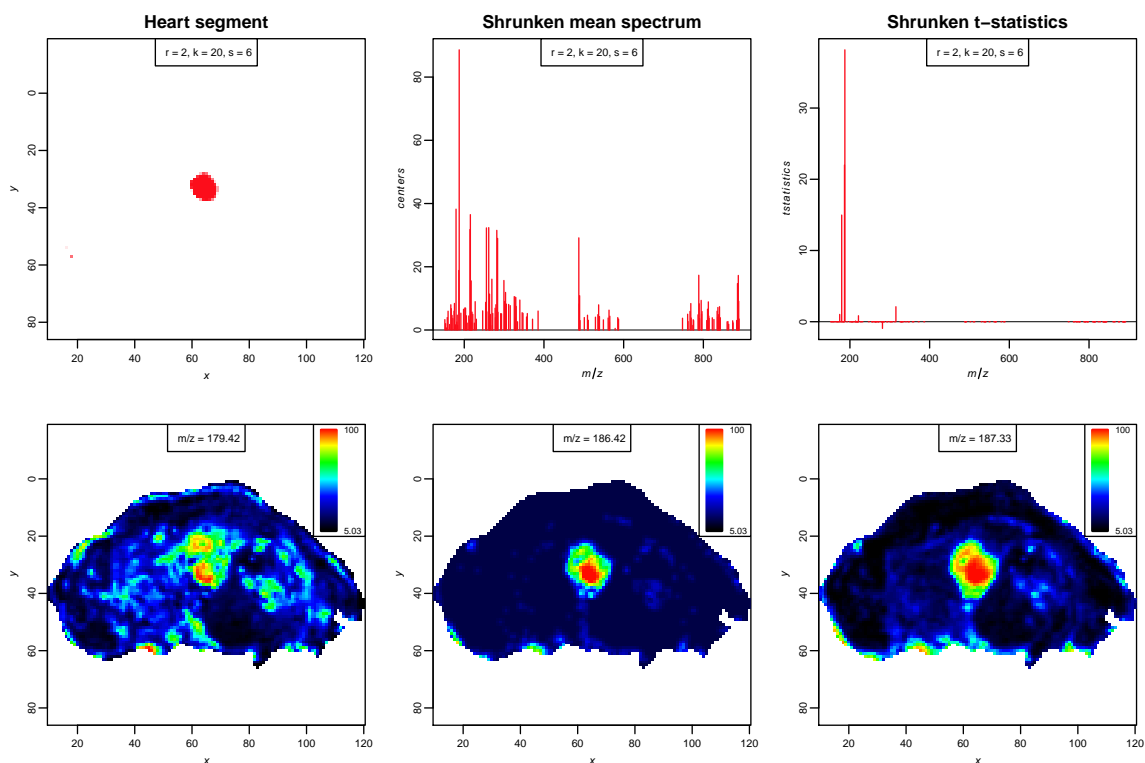 Heart segment
r = 2, k = 20, s = 6
y
0
20
40
60
80
20 40 60 80 100 120
x
Shrunken mean spectrum
r = 2, k = 20, s = 6
centers
80
60
40
20
0
200 400 600 800
m/z
Shrunken t−statistics
r = 2, k = 20, s = 6
tstatistics
30
20
10
0
200 400 600 800
m/z
m/z = 179.42
100
5.03
y
0
20
40
60
80
20 40 60 80 100 120
x
m/z = 186.42
100
5.03
y
0
20
40
60
80
20 40 60 80 100 120
x
m/z = 187.33
100
5.03
y
0
20
40
60
80
20 40 60 80 100 120
x